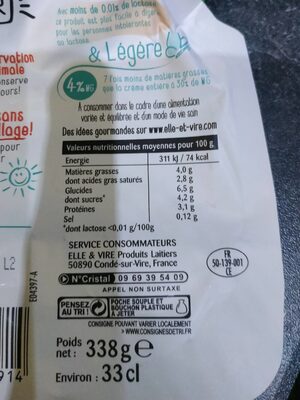 Avec moins de 0.01% de lactose
ce produit est plus facile à digérer
pour les personnes intolérantes
au lactose.
& Légère
4% MG
7 fois moins de matières grasses
que la crème entière à 30% de MG
A consommer dans le cadre d'une alimentation
variée et équilibrée et d'un mode de vie sain
Des idées gourmandes sur www.elle-et-vire.com
Valeurs nutritionnelles moyennes pour 100 g
Energie 311 kJ / 74 kcal
Matières grasses 4,0 g
dont acides gras saturés 2,8 g
Glucides 6,5 g
dont sucres* 4,2 g
Protéines 3,1 g
Sel 0,12 g
*dont lactose <0,01 g/100g
SERVICE CONSOMMATEURS
ELLE & VIRE Produits Laitiers
50890 Condé-sur-Vire, France
N°Cristal 09 69 39 54 09
APPEL NON SURTAXE
FR
50-139-001
CE
PENSEZ
AU TRI !
POCHE SOUPLE ET
BOUCHON PLASTIQUE
À JETER
CONSIGNE POUVANT VARIER LOCALEMENT
> WWW.CONSIGNESDETRI.FR
Poids
net : 338 g e
Environ : 33 cl
E04397-A
L2
914